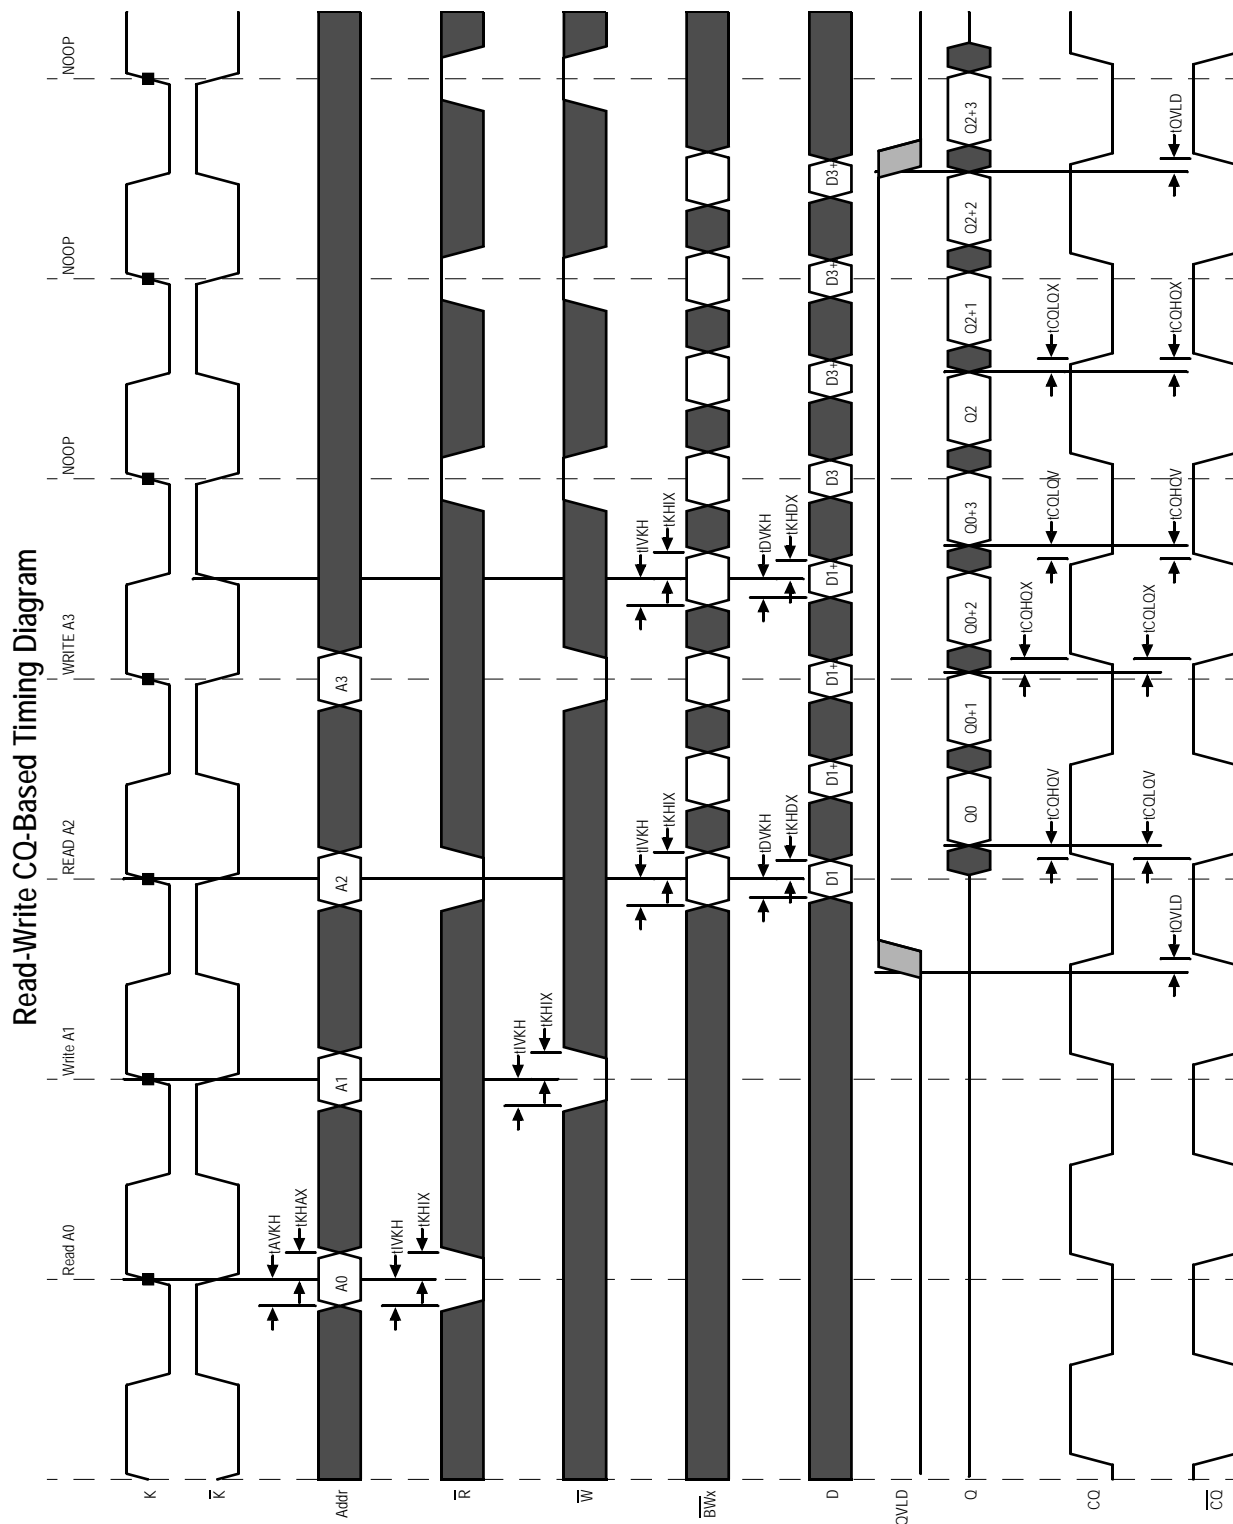 Read-Write CQ-Based Timing Diagram
Read A0
Write A1
READ A2
WRITE A3
NOOP
NOOP
NOOP
K
K
tAVKH
tKHAX
Addr
A0
A1
A2
A3
tIVKH
tKHIX
R
tIVKH
tKHIX
W
tIVKH
tKHIX
tIVKH
tKHIX
BWx
tDVKH
tKHDX
tDVKH
tKHDX
D
D1
D1+
D1+
D1+
D3
D3+
D3+
D3+
QVLD
Q
Q0
Q0+1
Q0+2
Q0+3
Q2
Q2+1
Q2+2
Q2+3
tCQHQX
tCQHQV
tCQLQV
tCQLQX
CQ
tCQLQV
tCQLQX
tQVLD
tCQHQV
tCQHQX
tQVLD
CQ